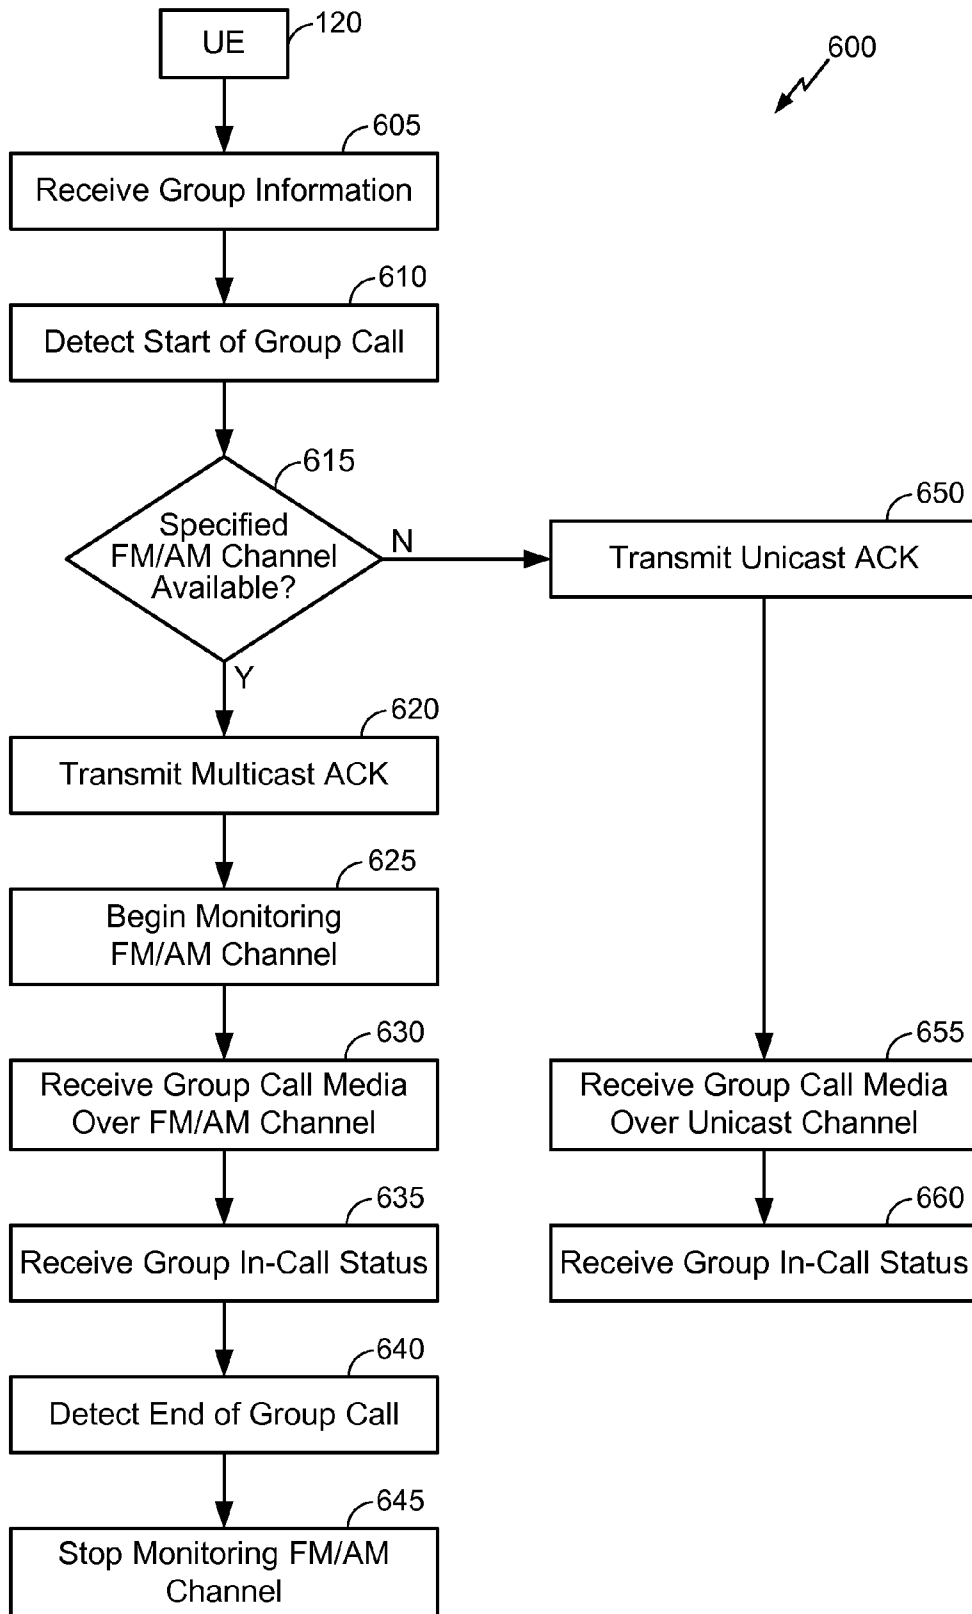 UE
120
600
605
Receive Group Information
610
Detect Start of Group Call
615
Specified
FM/AM Channel
Available?
N
Y
650
Transmit Unicast ACK
620
Transmit Multicast ACK
625
Begin Monitoring
FM/AM Channel
630
Receive Group Call Media
Over FM/AM Channel
655
Receive Group Call Media
Over Unicast Channel
635
Receive Group In-Call Status
660
Receive Group In-Call Status
640
Detect End of Group Call
645
Stop Monitoring FM/AM
Channel